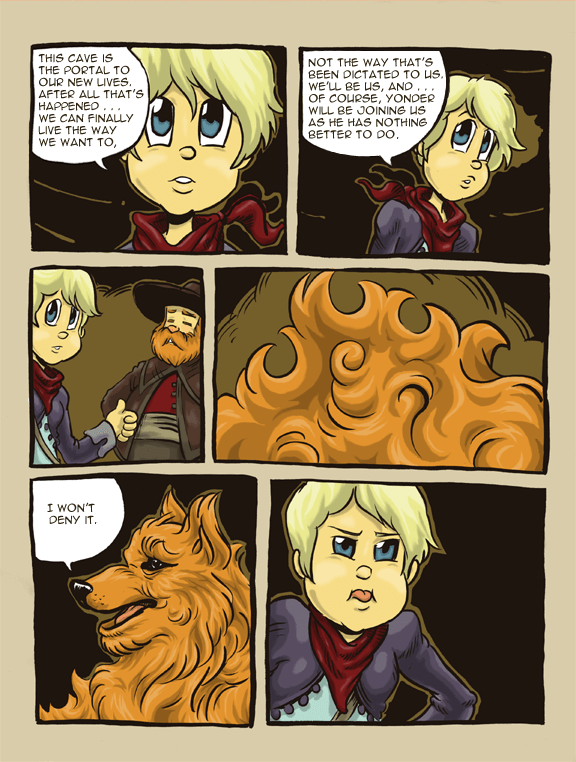 THIS CAVE IS
THE PORTAL TO
OUR NEW LIVES.
AFTER ALL THAT'S
HAPPENED . . .
WE CAN FINALLY
LIVE THE WAY
WE WANT TO,
NOT THE WAY THAT'S
BEEN DICTATED TO US.
WE'LL BE US, AND . . .
OF COURSE, YONDER
WILL BE JOINING US
AS HE HAS NOTHING
BETTER TO DO.
I WON'T
DENY IT.